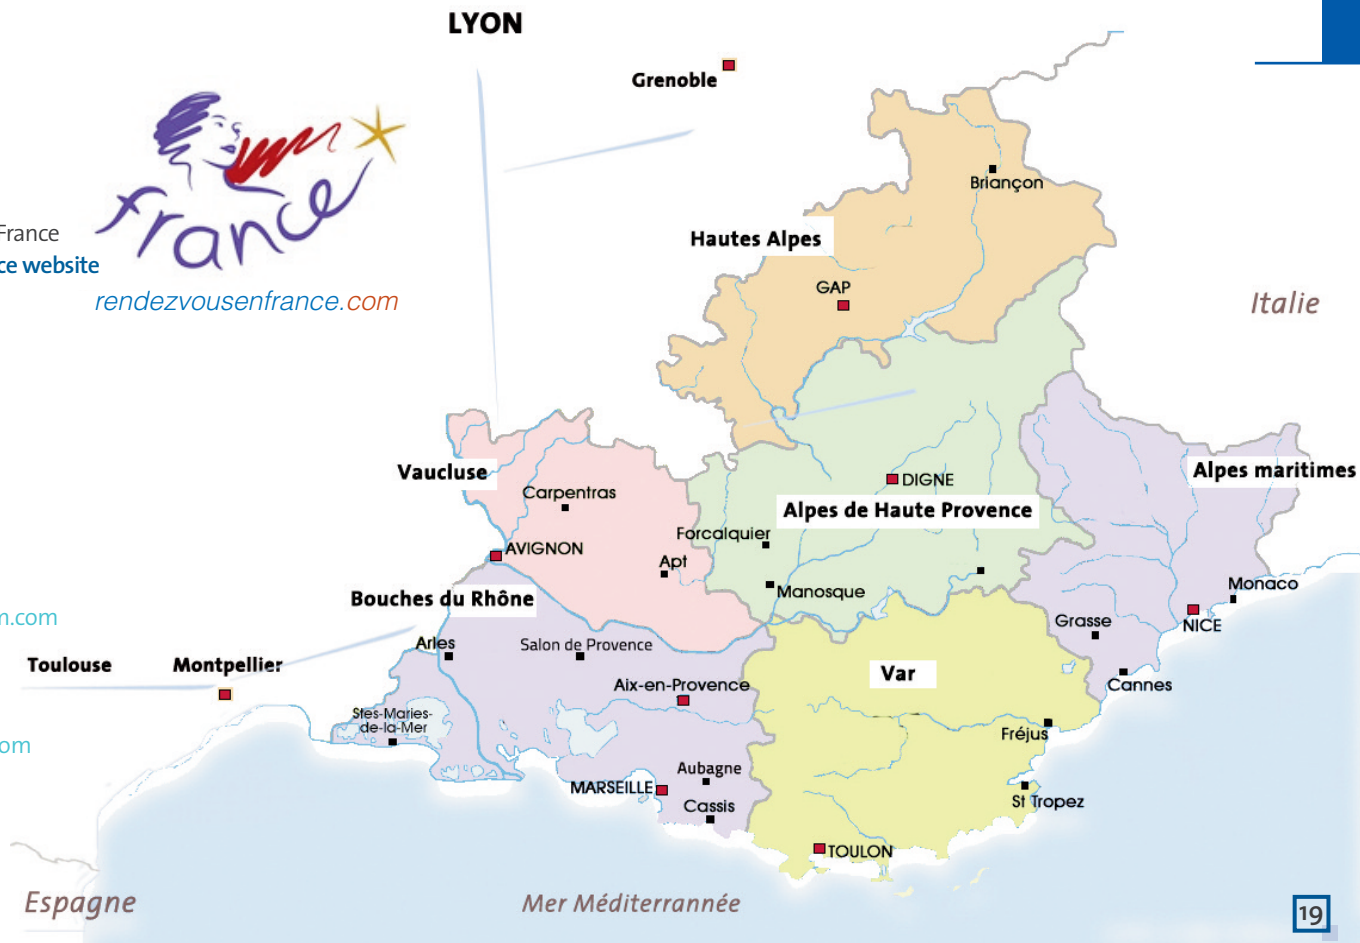 LYON
Grenoble
france
France
ce website
rendezvousenfrance.com
Briançon
Hautes Alpes
GAP
Italie
Vaucluse
Carpentras
Alpes maritimes
DIGNE
Alpes de Haute Provence
Forcalquier
AVIGNON
Apt
Manosque
Monaco
Bouches du Rhône
m.com
Grasse
NICE
Arles
Salon de Provence
Toulouse
Montpellier
Var
Aix-en-Provence
Cannes
Stes-Maries-
de-la-Mer
Fréjus
om
Aubagne
MARSEILLE
Cassis
St Tropez
TOULON
Espagne
Mer Méditerrannée
19